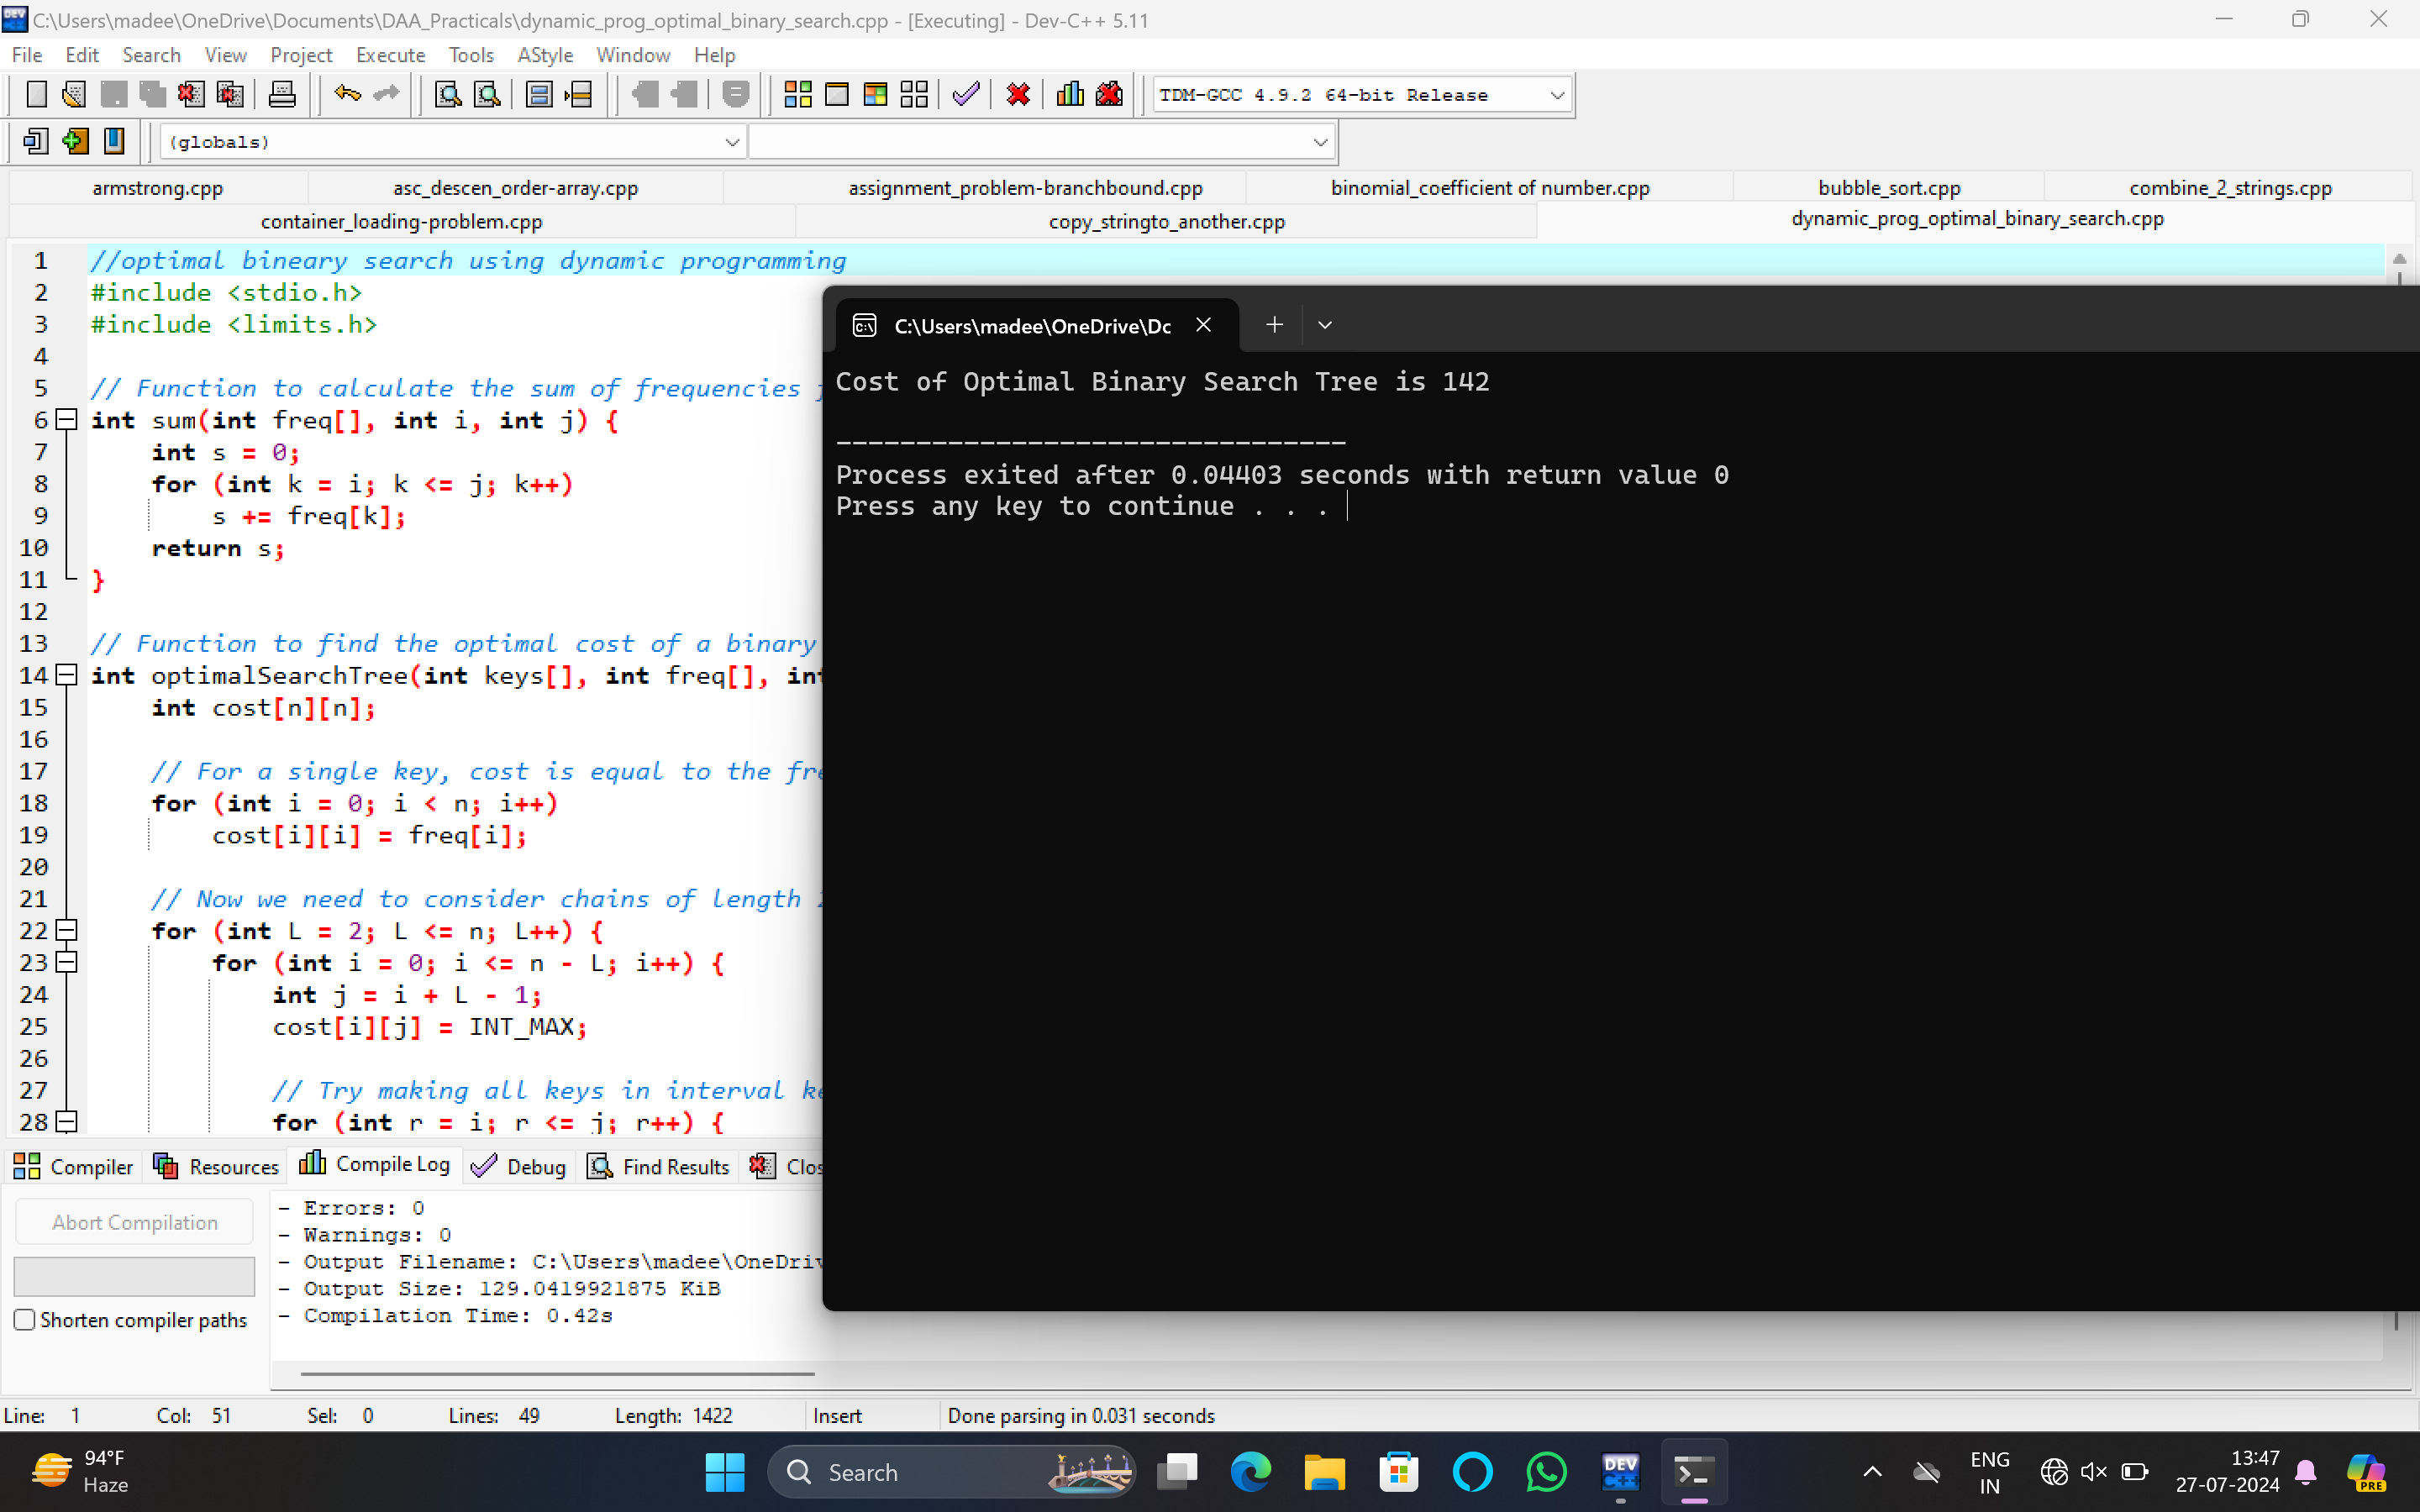 C:\Users\madee\OneDrive\Documents\DAA_Practicals\dynamic_prog_optimal_binary_search.cpp - [Executing] - Dev-C++ 5.11
File Edit Search View Project Execute Tools AStyle Window Help
TDM-GCC 4.9.2 64-bit Release
(globals)
armstrong.cpp asc_descen_order-array.cpp assignment_problem-branchbound.cpp binomial_coefficient of number.cpp bubble_sort.cpp combine_2_strings.cpp
container_loading-problem.cpp copy_stringto_another.cpp dynamic_prog_optimal_binary_search.cpp
1 //optimal bineary search using dynamic programming
2 #include <stdio.h>
3 #include <limits.h>
4
5 // Function to calculate the sum of frequencies
6 int sum(int freq[], int i, int j) {
7 int s = 0;
8 for (int k = i; k <= j; k++)
9 s += freq[k];
10 return s;
11 }
12
13 // Function to find the optimal cost of a binary
14 int optimalSearchTree(int keys[], int freq[], int
15 int cost[n][n];
16
17 // For a single key, cost is equal to the fre
18 for (int i = 0; i < n; i++)
19 cost[i][i] = freq[i];
20
21 // Now we need to consider chains of length
22 for (int L = 2; L <= n; L++) {
23 for (int i = 0; i <= n - L; i++) {
24 int j = i + L - 1;
25 cost[i][j] = INT_MAX;
26
27 // Try making all keys in interval ke
28 for (int r = i; r <= j; r++) {
C:\Users\madee\OneDrive\Dc
Cost of Optimal Binary Search Tree is 142
--------------------------------
Process exited after 0.04403 seconds with return value 0
Press any key to continue . . .
Compiler Resources Compile Log Debug Find Results Clos
Abort Compilation
Shorten compiler paths
- Errors: 0
- Warnings: 0
- Output Filename: C:\Users\madee\OneDriv
- Output Size: 129.0419921875 KiB
- Compilation Time: 0.42s
Line: 1 Col: 51 Sel: 0 Lines: 49 Length: 1422 Insert Done parsing in 0.031 seconds
94°F
Haze
Search
DEV
ENG
IN
13:47
27-07-2024
PRE